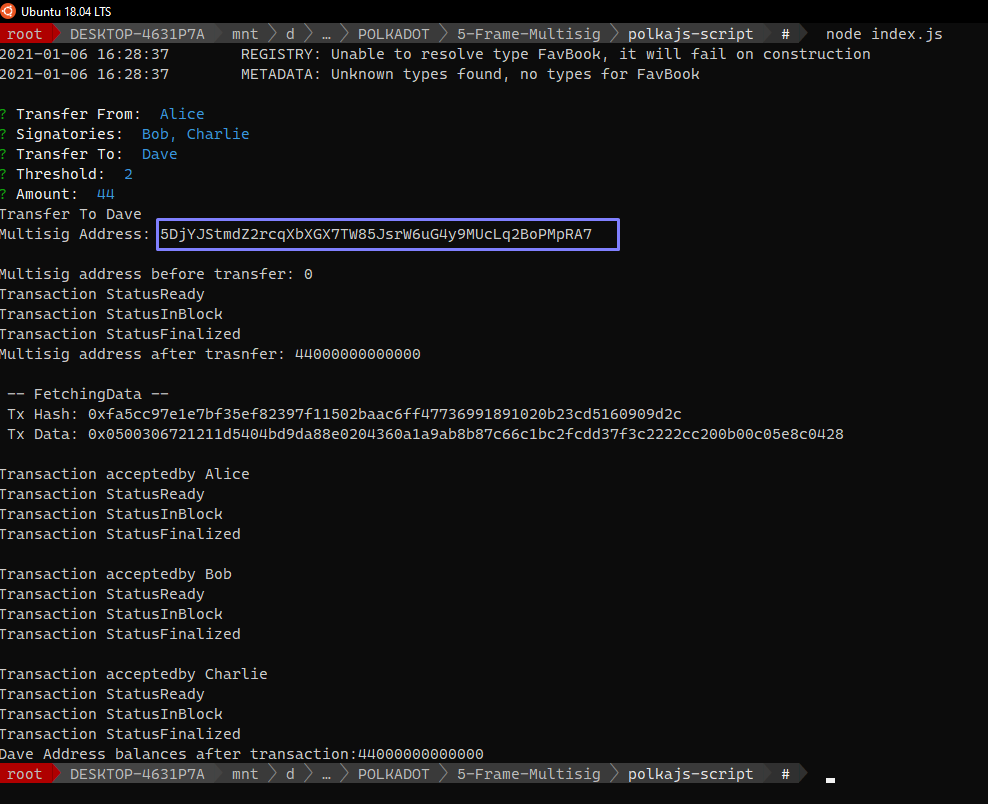 Ubuntu 18.04 LTS
root DESKTOP-4631P7A mnt d … POLKADOT 5-Frame-Multisig polkajs-script # node index.js
2021-01-06 16:28:37 REGISTRY: Unable to resolve type FavBook, it will fail on construction
2021-01-06 16:28:37 METADATA: Unknown types found, no types for FavBook
? Transfer From: Alice
? Signatories: Bob, Charlie
? Transfer To: Dave
? Threshold: 2
? Amount: 44
Transfer To Dave
Multisig Address: 5DjYJStmdZ2rcqXbXGX7TW85JsrW6uG4y9MUcLq2BoPMpRA7
Multisig address before transfer: 0
Transaction StatusReady
Transaction StatusInBlock
Transaction StatusFinalized
Multisig address after trasnfer: 44000000000000
-- FetchingData --
Tx Hash: 0xfa5cc97e1e7bf35ef82397f11502baac6ff47736991891020b23cd5160909d2c
Tx Data: 0x0500306721211d5404bd9da88e0204360a1a9ab8b87c66c1bc2fcdd37f3c2222cc200b00c05e8c0428
Transaction acceptedby Alice
Transaction StatusReady
Transaction StatusInBlock
Transaction StatusFinalized
Transaction acceptedby Bob
Transaction StatusReady
Transaction StatusInBlock
Transaction StatusFinalized
Transaction acceptedby Charlie
Transaction StatusReady
Transaction StatusInBlock
Transaction StatusFinalized
Dave Address balances after transaction:44000000000000
root DESKTOP-4631P7A mnt d … POLKADOT 5-Frame-Multisig polkajs-script #